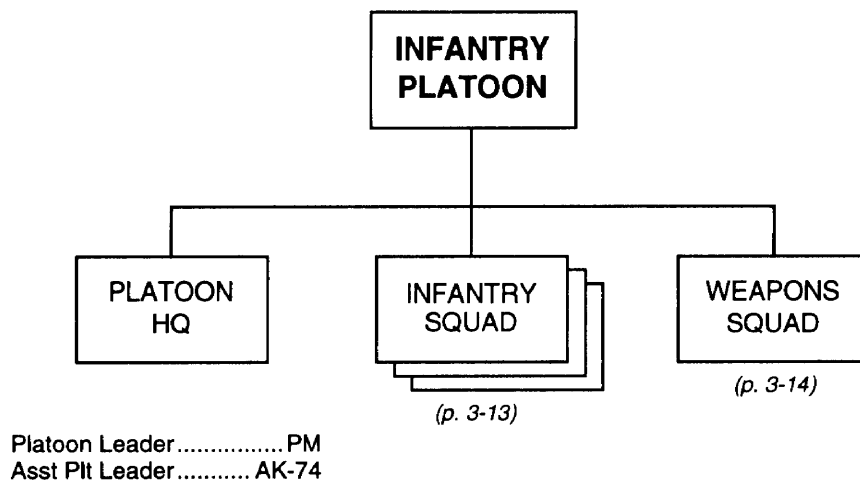 INFANTRY
PLATOON
PLATOON
HQ
INFANTRY
SQUAD
WEAPONS
SQUAD
(p. 3-13)
(p. 3-14)
Platoon Leader................ PM
Asst Plt Leader........... AK-74